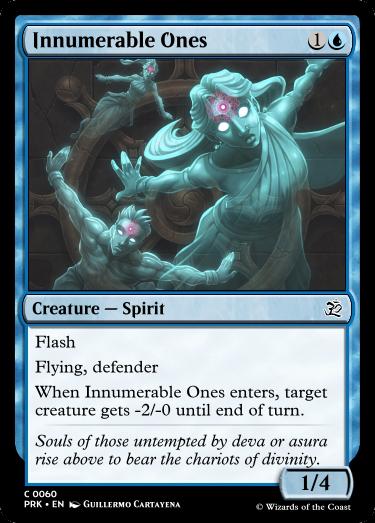 Innumerable Ones 1
Creature — Spirit
Flash
Flying, defender
When Innumerable Ones enters, target
creature gets -2/-0 until end of turn.
Souls of those untempted by deva or asura
rise above to bear the chariots of divinity.
1/4
C 0060
PRK • EN Guillermo Cartayena
© Wizards of the Coast